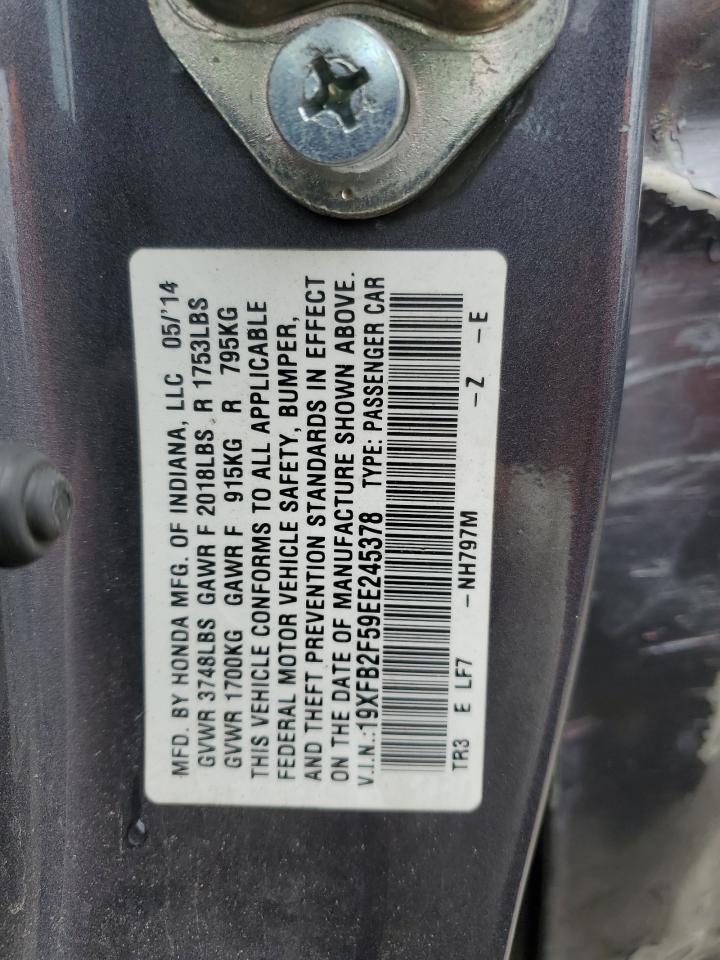 MFD. BY HONDA MFG. OF INDIANA, LLC 05/'14
GVWR 3748LBS GAWR F 2018LBS R 1753LBS
GVWR 1700KG GAWR F 915KG R 795KG
THIS VEHICLE CONFORMS TO ALL APPLICABLE
FEDERAL MOTOR VEHICLE SAFETY, BUMPER,
AND THEFT PREVENTION STANDARDS IN EFFECT
ON THE DATE OF MANUFACTURE SHOWN ABOVE.
V.I.N.:19XFB2F59EE245378 TYPE: PASSENGER CAR
TR3 E LF7 -NH797M -Z -E